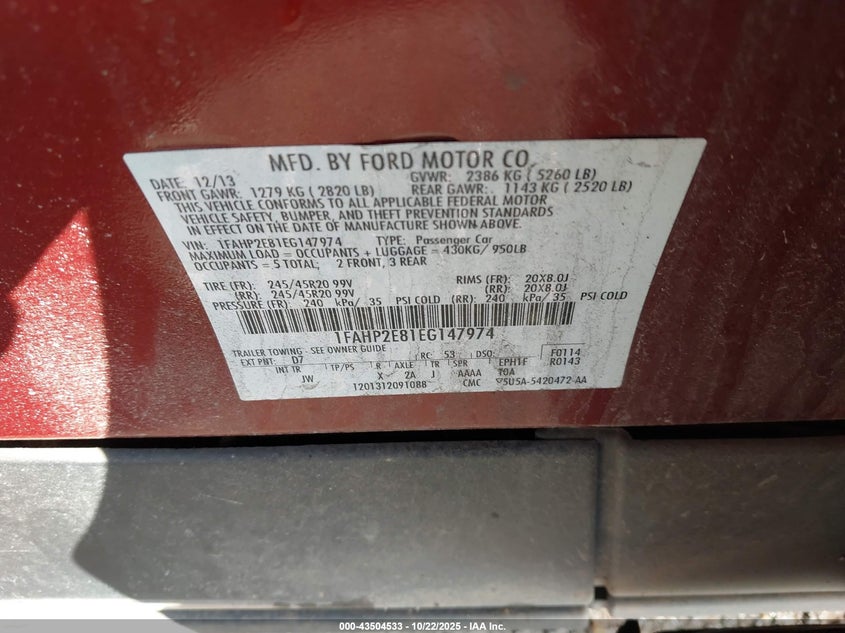 MFD. BY FORD MOTOR CO.
DATE: 12/13 GVWR: 2386 KG ( 5260 LB)
FRONT GAWR: 1279 KG ( 2820 LB) REAR GAWR: 1143 KG ( 2520 LB)
THIS VEHICLE CONFORMS TO ALL APPLICABLE FEDERAL MOTOR
VEHICLE SAFETY, BUMPER, AND THEFT PREVENTION STANDARDS
IN EFFECT ON THE DATE OF MANUFACTURE SHOWN ABOVE.
VIN: 1FAHP2E81EG147974 TYPE: Passenger Car
MAXIMUM LOAD = OCCUPANTS + LUGGAGE = 430KG/ 950LB
OCCUPANTS = 5 TOTAL; 2 FRONT, 3 REAR
TIRE (FR): 245/45R20 99V RIMS (FR): 20X8.0J
(RR): 245/45R20 99V (RR): 20X8.0J
PRESSURE (FR): 240 kPa/ 35 PSI COLD (RR): 240 kPa/ 35 PSI COLD
1FAHP2E81EG147974
TRAILER TOWING - SEE OWNER GUIDE
EXT PNT: D7 RC: 53 DSO: F0114
R0143
INT TR TP/PS R AXLE TR SPR EPH1F
JW X 2A J AAAA 10A
1201312091088 CMC 5U5A-5420472-AA
000-43504533 - 10/22/2025 - IAA Inc.